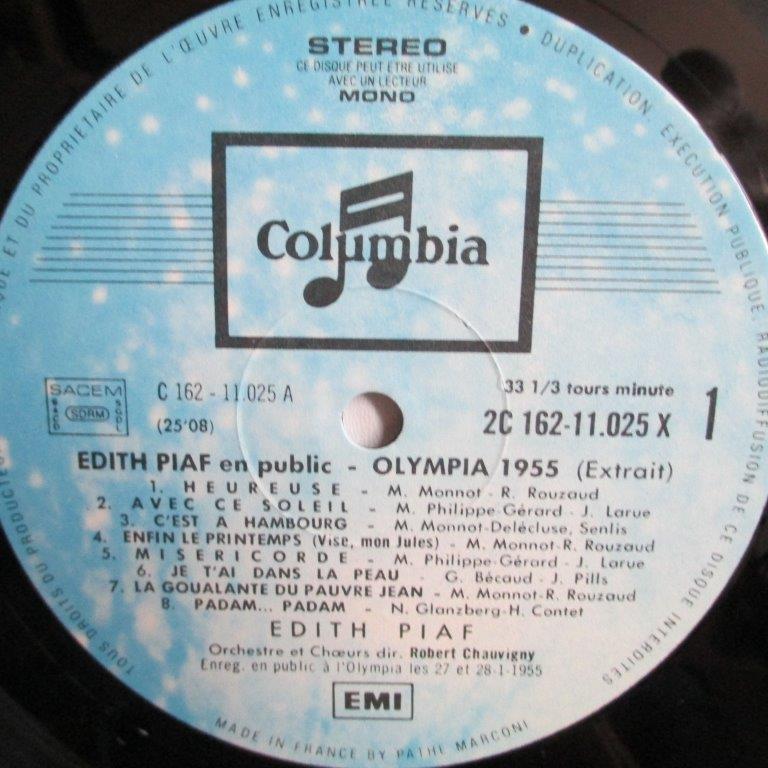 STEREO
CE DISQUE PEUT ETRE UTILISE
AVEC UN LECTEUR
MONO
Columbia
SACEM
SDRM
C 162 - 11.025 A
(25'08)
33 1/3 tours minute
2C 162-11.025 X
1
EDITH PIAF en public - OLYMPIA 1955 (Extrait)
1. HEUREUSE - M. Monnot - R. Rouzaud
2. AVEC CE SOLEIL - M. Philippe-Gérard - J. Larue
3. C'EST A HAMBOURG - M. Monnot-Delécluse, Senlis
4. ENFIN LE PRINTEMPS (Vise, mon Jules) - M. Monnot-R. Rouzaud
5. MISERICORDE - M. Philippe-Gérard - J. Larue
6. JE T'AI DANS LA PEAU - G. Bécaud - J. Pills
7. LA GOUALANTE DU PAUVRE JEAN - M. Monnot-R. Rouzaud
8. PADAM... PADAM - N. Glanzberg-H. Contet
EDITH PIAF
Orchestre et Chœurs dir. Robert Chauvigny
Enreg. en public à l'Olympia les 27 et 28-1-1955
EMI
MADE IN FRANCE BY PATHE MARCONI
TOUS DROITS DU PRODUCTEUR ET DU PROPRIETAIRE DE L'ŒUVRE ENREGISTREE RESERVES • DUPLICATION, EXECUTION PUBLIQUE, RADIODIFFUSION DE CE DISQUE INTERDITES